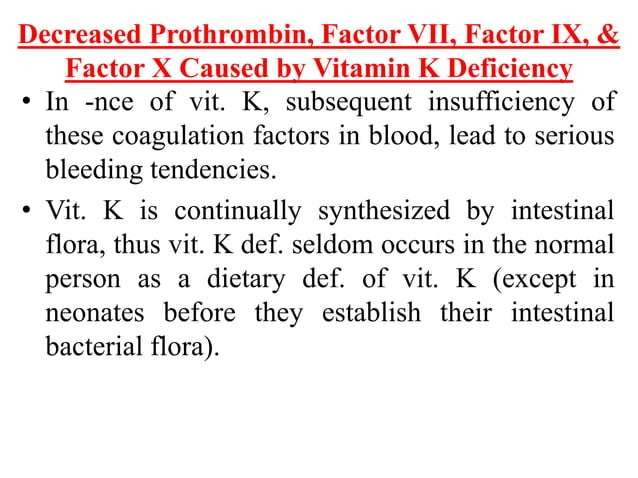 Decreased Prothrombin, Factor VII, Factor IX, &
Factor X Caused by Vitamin K Deficiency
• In -nce of vit. K, subsequent insufficiency of
these coagulation factors in blood, lead to serious
bleeding tendencies.
• Vit. K is continually synthesized by intestinal
flora, thus vit. K def. seldom occurs in the normal
person as a dietary def. of vit. K (except in
neonates before they establish their intestinal
bacterial flora).